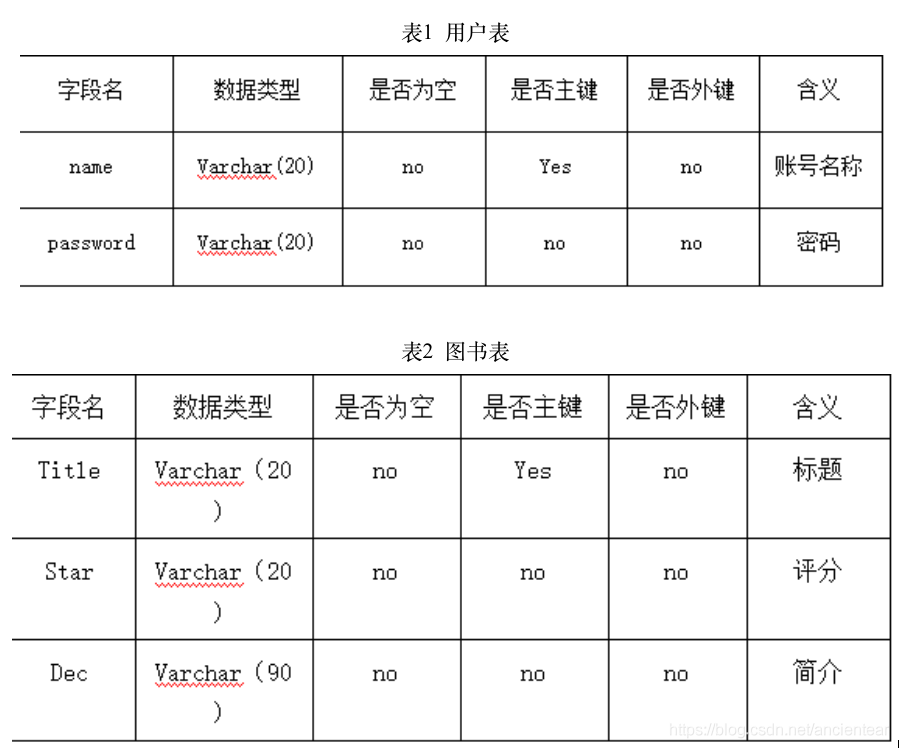 表1 用户表
字段名 数据类型 是否为空 是否主键 是否外键 含义
name Varchar(20) no Yes no 账号名称
password Varchar(20) no no no 密码
表2 图书表
字段名 数据类型 是否为空 是否主键 是否外键 含义
Title Varchar（20 no Yes no 标题
）
Star Varchar（20 no no no 评分
）
Dec Varchar（90 no no no 简介
）
https://blog.csdn.net/ancientear